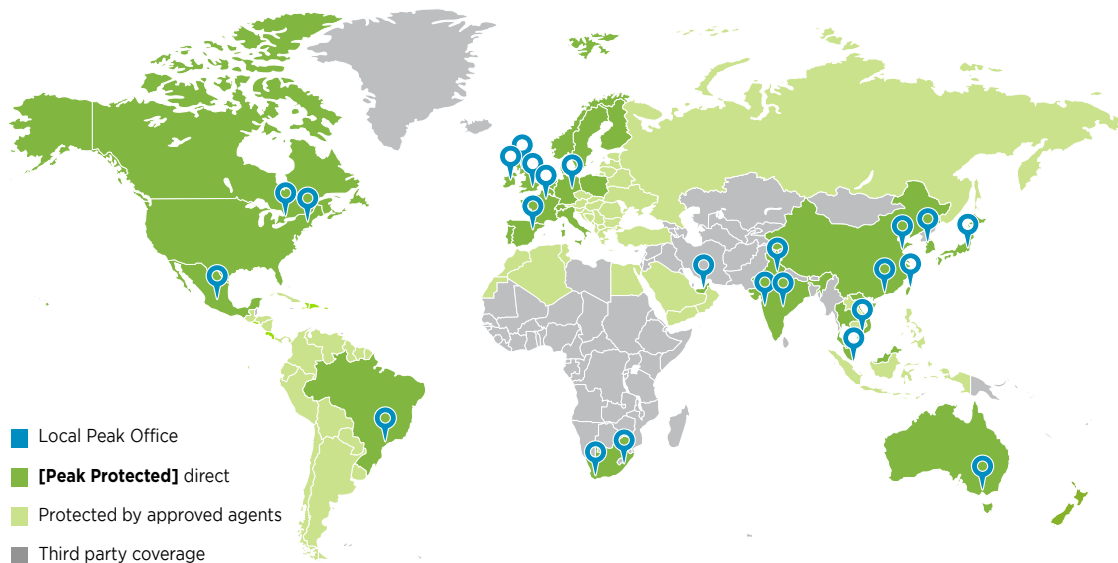 Local Peak Office
[Peak Protected] direct
Protected by approved agents
Third party coverage